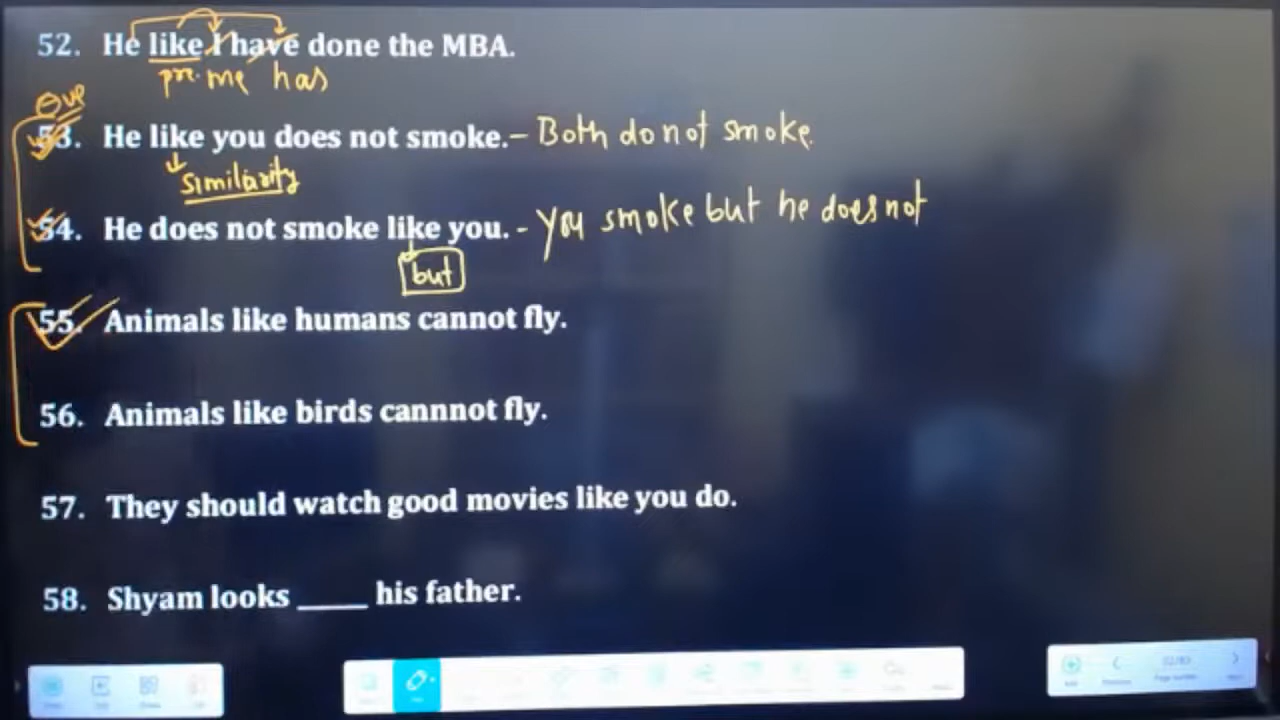 52. He like I have done the MBA.
pre. me has
Ove
53. He like you does not smoke. - Both do not smoke.
similarity
54. He does not smoke like you. - You smoke but he does not
but
55. Animals like humans cannot fly.
56. Animals like birds cannnot fly.
57. They should watch good movies like you do.
58. Shyam looks ____ his father.